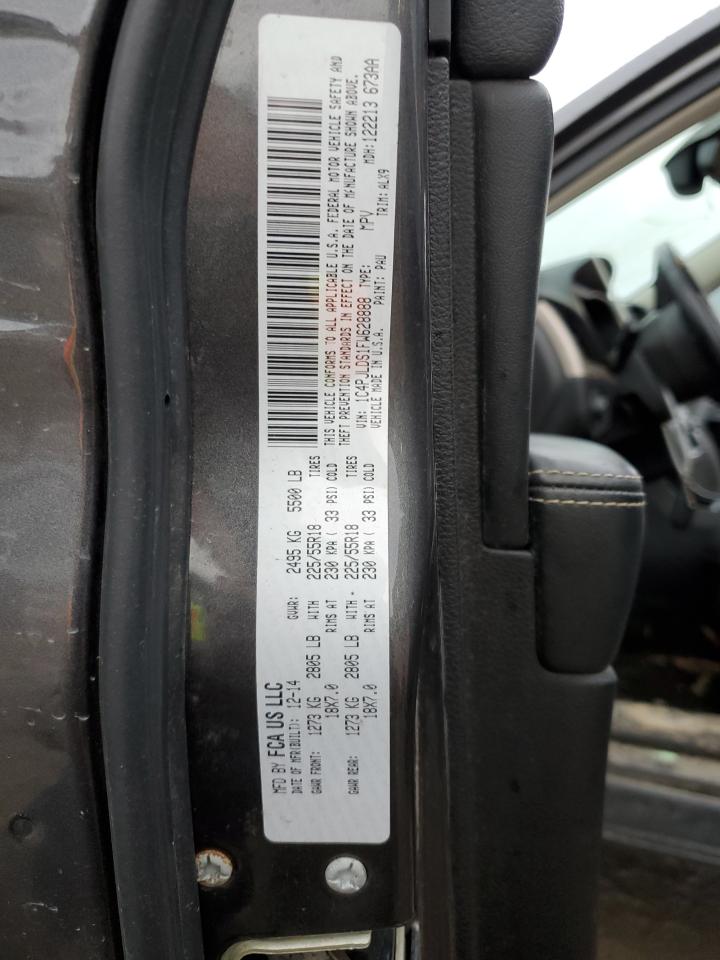 MFD BY FCA US LLC
DATE OF MFR(BUILT): 12-14 GVWR: 2495 KG 5500 LB
GAWR FRONT: 1273 KG 2805 LB WITH 225/55R18 TIRES
18X7.0 RIMS AT 230 KPA ( 33 PSI) COLD
GAWR REAR: 1273 KG 2805 LB WITH - 225/55R18 TIRES
18X7.0 RIMS AT 230 KPA ( 33 PSI) COLD
THIS VEHICLE CONFORMS TO ALL APPLICABLE U.S.A. FEDERAL MOTOR VEHICLE SAFETY AND
THEFT PREVENTION STANDARDS IN EFFECT ON THE DATE OF MANUFACTURE SHOWN ABOVE.
VIN: 1C4PJLDS1FW628888 TYPE: MPV MDH: 122213 673AA
VEHICLE MADE IN U.S.A. PAINT: PAU TRIM: ALX9